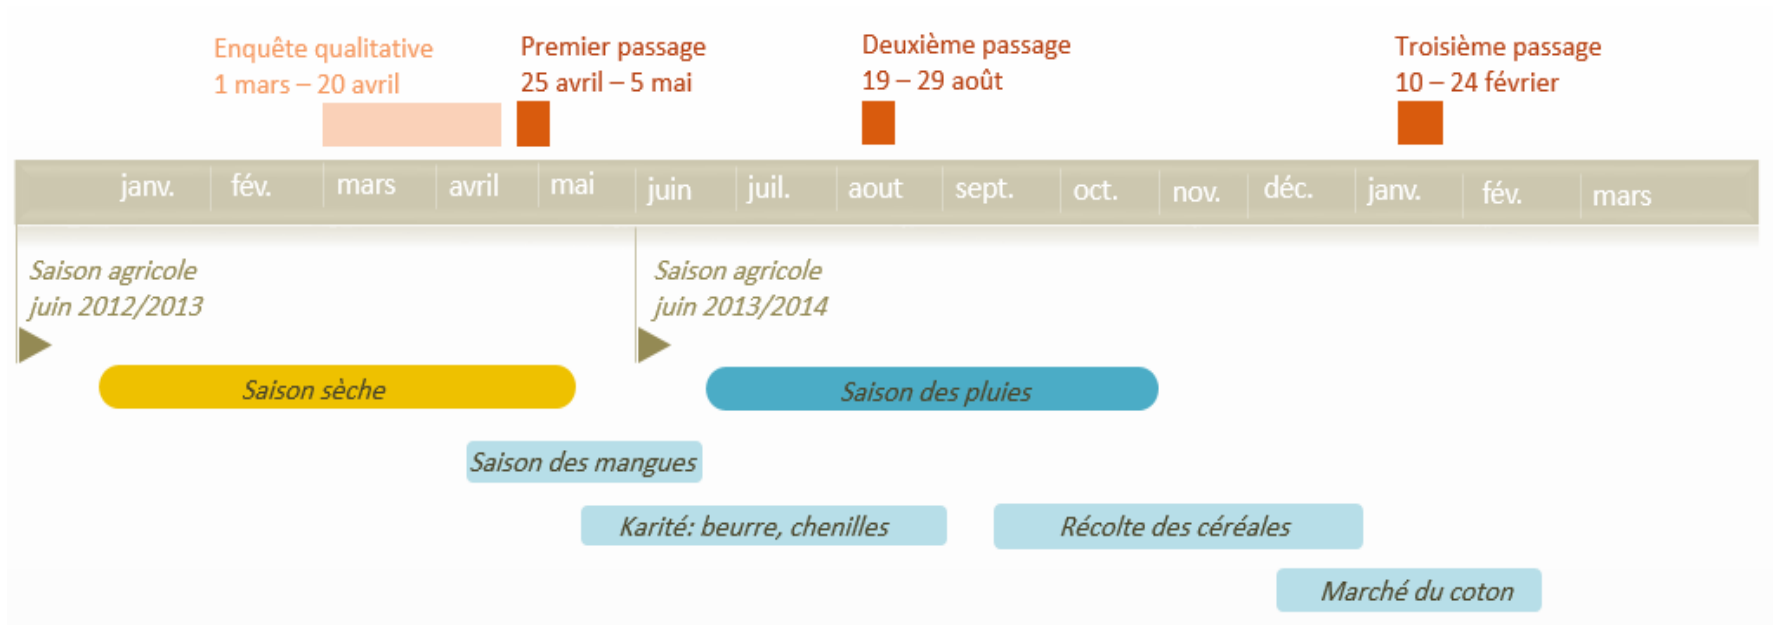 Enquête qualitative
1 mars – 20 avril
Premier passage
25 avril – 5 mai
Deuxième passage
19 – 29 août
Troisième passage
10 – 24 février
janv. fév. mars avril mai juin juil. aout sept. oct. nov. déc. janv. fév. mars
Saison agricole
juin 2012/2013
Saison agricole
juin 2013/2014
Saison sèche
Saison des pluies
Saison des mangues
Karité: beurre, chenilles
Récolte des céréales
Marché du coton